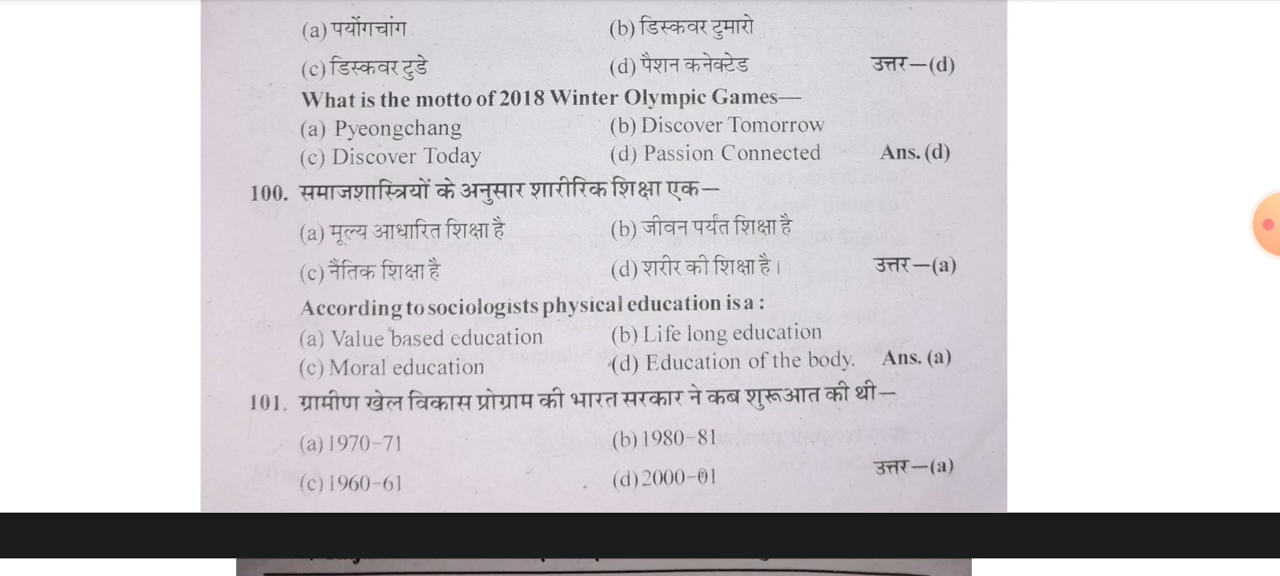 (a) पयोंगचांग (b) डिस्कवर टुमारो
(c) डिस्कवर टुडे (d) पैशन कनेक्टेड उत्तर–(d)
What is the motto of 2018 Winter Olympic Games—
(a) Pyeongchang (b) Discover Tomorrow
(c) Discover Today (d) Passion Connected Ans. (d)
100. समाजशास्त्रियों के अनुसार शारीरिक शिक्षा एक–
(a) मूल्य आधारित शिक्षा है (b) जीवन पर्यंत शिक्षा है
(c) नैतिक शिक्षा है (d) शरीर की शिक्षा है। उत्तर–(a)
According to sociologists physical education is a :
(a) Value based education (b) Life long education
(c) Moral education (d) Education of the body. Ans. (a)
101. ग्रामीण खेल विकास प्रोग्राम की भारत सरकार ने कब शुरूआत की थी–
(a) 1970-71 (b) 1980-81
(c) 1960-61 (d) 2000-01 उत्तर–(a)